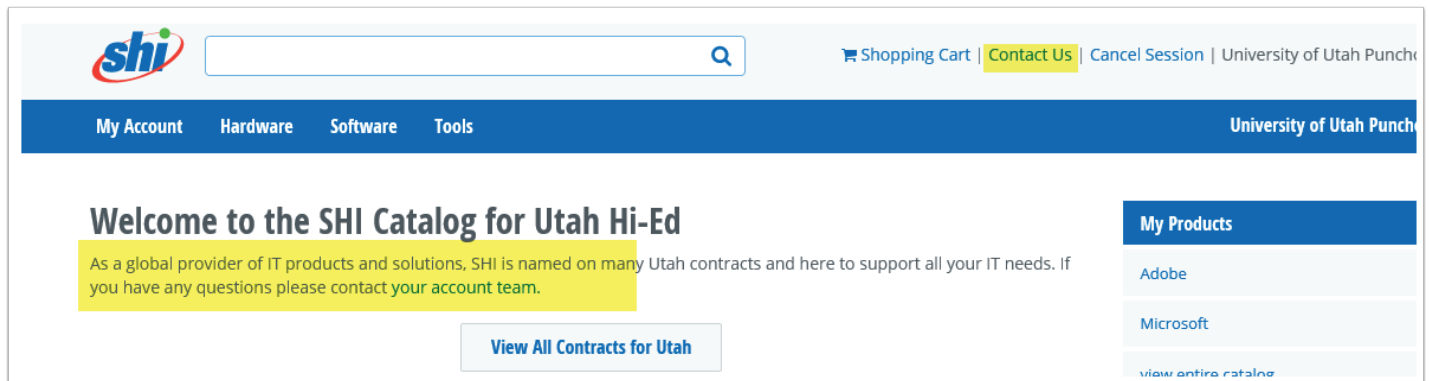 shi
Shopping Cart | Contact Us | Cancel Session | University of Utah
My Account Hardware Software Tools
University of Utah
Welcome to the SHI Catalog for Utah Hi-Ed
As a global provider of IT products and solutions, SHI is named on many Utah contracts and here to support all your IT needs. If
you have any questions please contact your account team.
View All Contracts for Utah
My Products
Adobe
Microsoft
view entire catalog